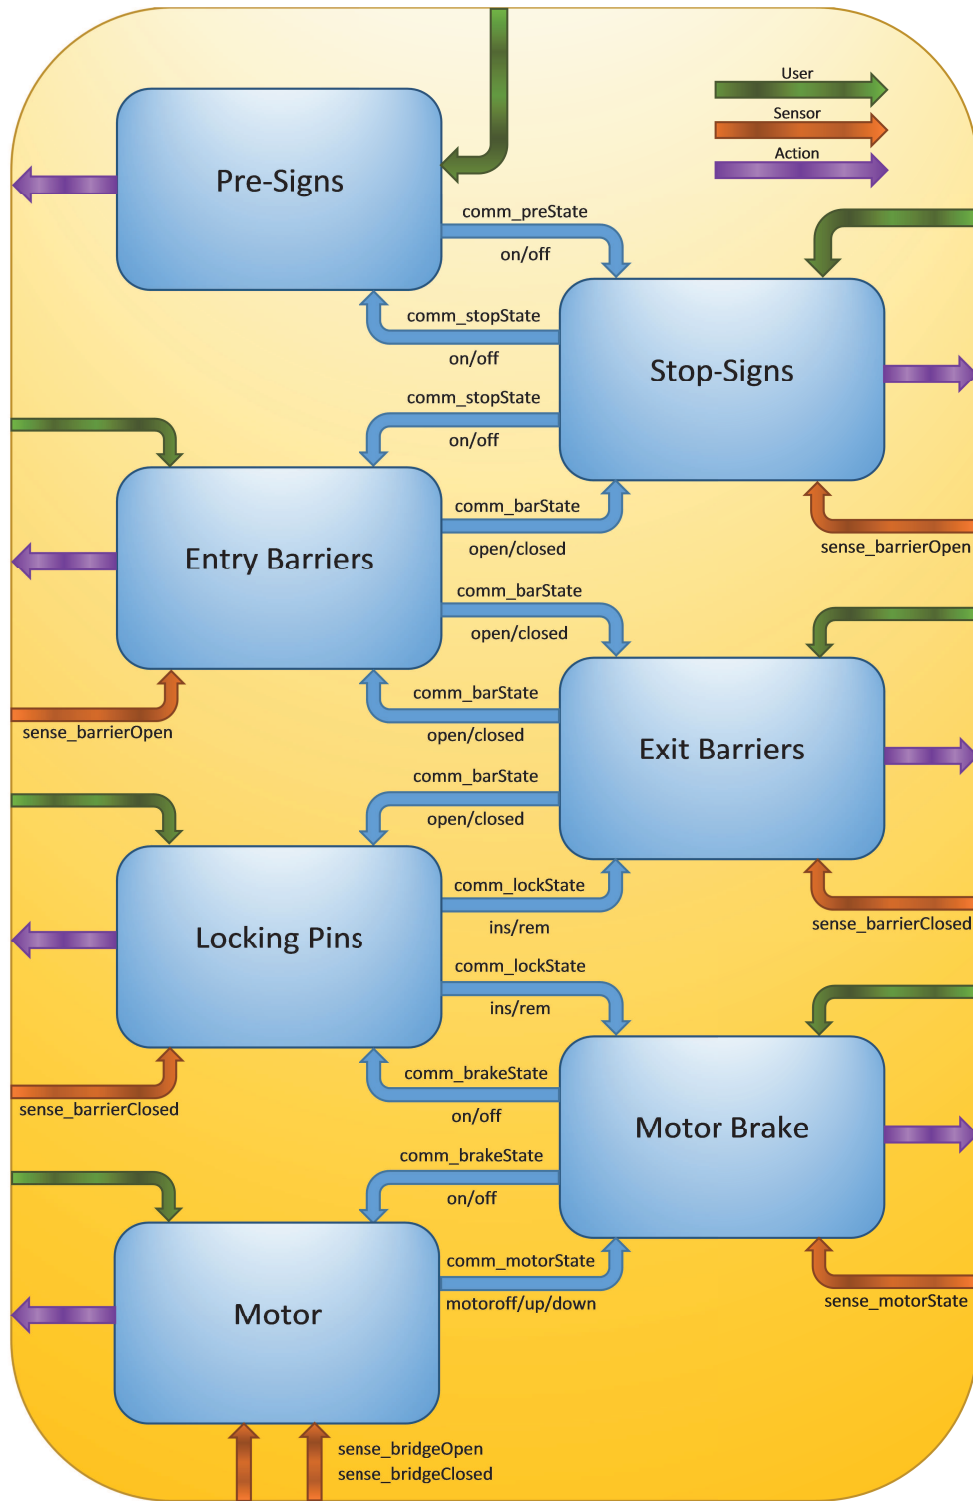 User
Sensor
Action
Pre-Signs
comm_preState
on/off
comm_stopState
on/off
Stop-Signs
comm_stopState
on/off
comm_barState
open/closed
sense_barrierOpen
Entry Barriers
comm_barState
open/closed
sense_barrierOpen
comm_barState
open/closed
Exit Barriers
comm_barState
open/closed
comm_lockState
ins/rem
sense_barrierClosed
Locking Pins
comm_lockState
ins/rem
sense_barrierClosed
comm_brakeState
on/off
Motor Brake
comm_brakeState
on/off
comm_motorState
motoroff/up/down
sense_motorState
Motor
sense_bridgeOpen
sense_bridgeClosed